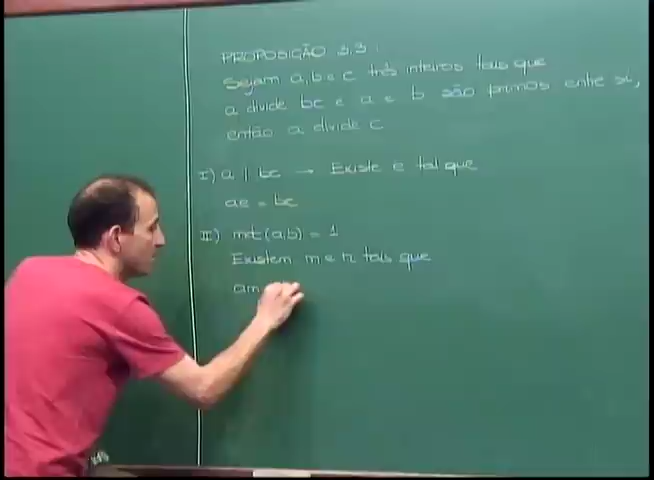 PROPOSIÇÃO 3.3:
Sejam a, b e c três inteiros tais que
a divide bc e a e b são primos entre si,
então a divide c
I) a | bc → Existe e tal que
ae = bc
II) mdc(a,b) = 1
Existem m e n tais que
am